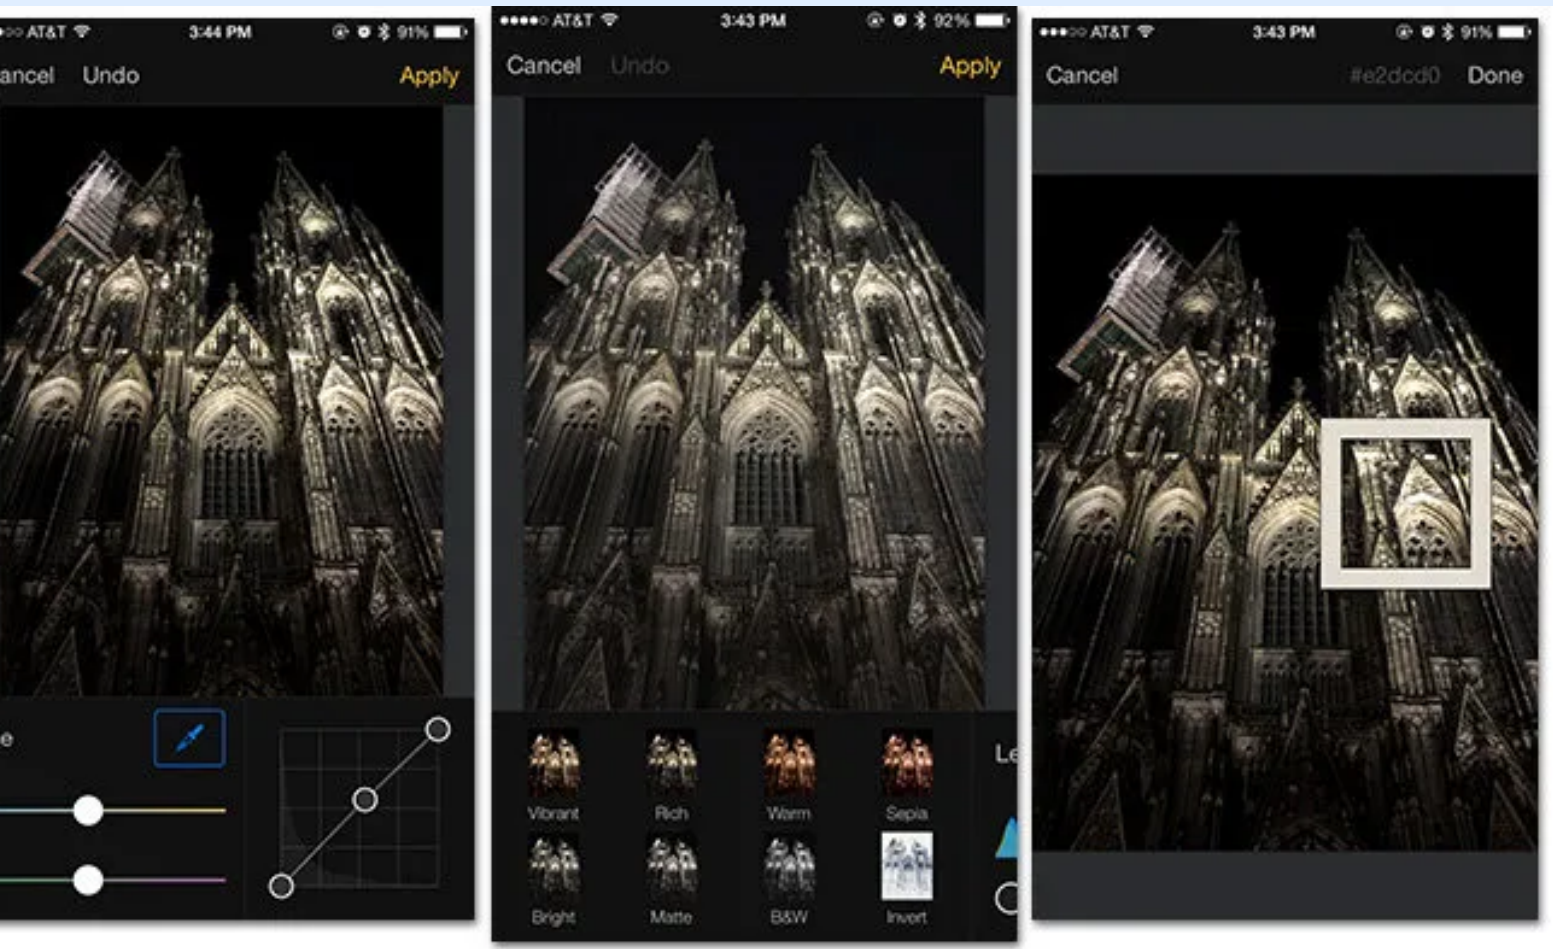 AT&T 3:44 PM 91%
ancel Undo Apply
e
AT&T 3:43 PM 92%
Cancel Undo Apply
Vibrant Rich Warm Sepia
Le
Bright Matte B&W Invert
AT&T 3:43 PM 91%
Cancel #e2dcd0 Done